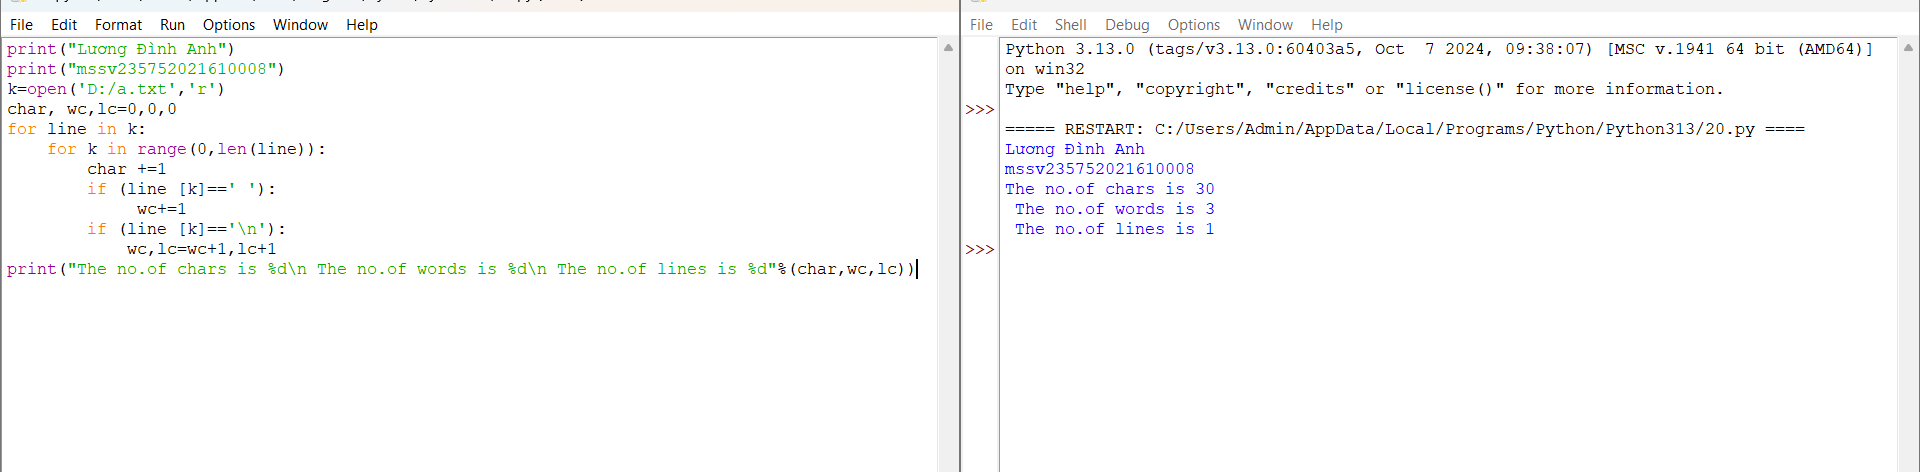 File Edit Format Run Options Window Help
print("Lương Đình Anh")
print("mssv235752021610008")
k=open('D:/a.txt','r')
char, wc,lc=0,0,0
for line in k:
    for k in range(0,len(line)):
        char +=1
        if (line [k]==' '):
             wc+=1
        if (line [k]=='\n'):
            wc,lc=wc+1,lc+1
print("The no.of chars is %d\n The no.of words is %d\n The no.of lines is %d"%(char,wc,lc))
File Edit Shell Debug Options Window Help
Python 3.13.0 (tags/v3.13.0:60403a5, Oct  7 2024, 09:38:07) [MSC v.1941 64 bit (AMD64)]
on win32
Type "help", "copyright", "credits" or "license()" for more information.
>>>
===== RESTART: C:/Users/Admin/AppData/Local/Programs/Python/Python313/20.py ====
Lương Đình Anh
mssv235752021610008
The no.of chars is 30
 The no.of words is 3
 The no.of lines is 1
>>>